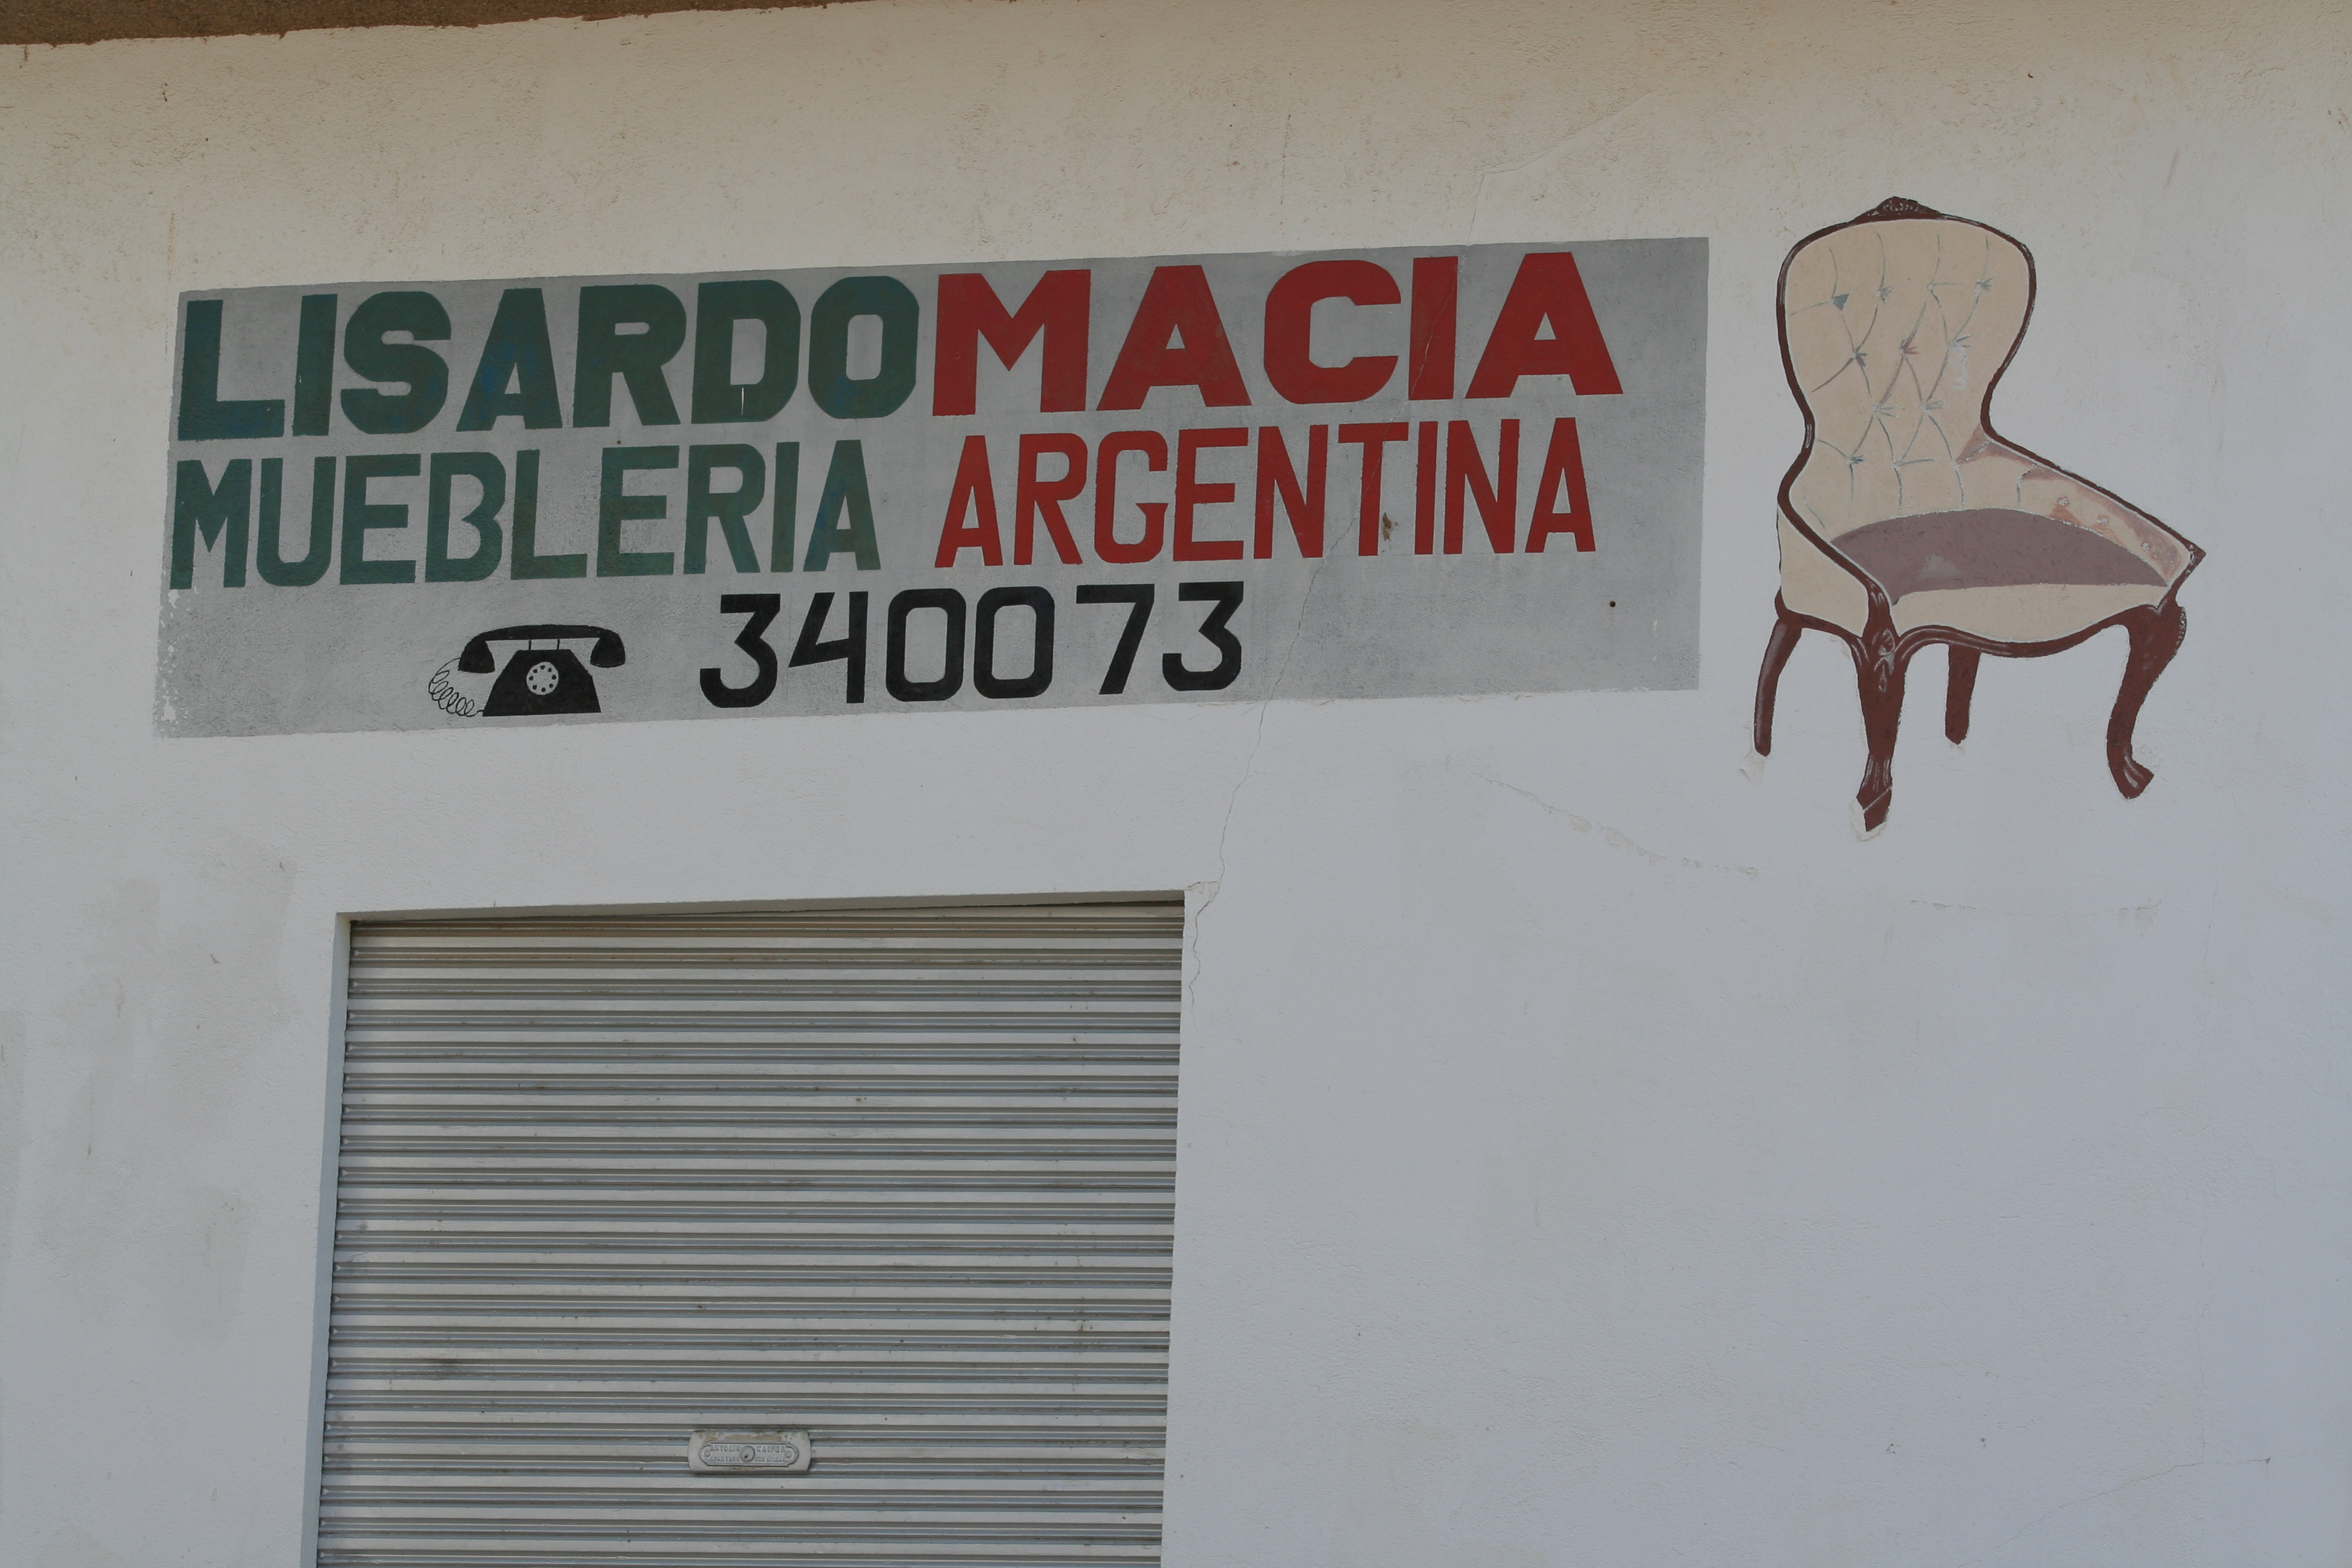 LISARDO MACIA
MUEBLERIA ARGENTINA
340073